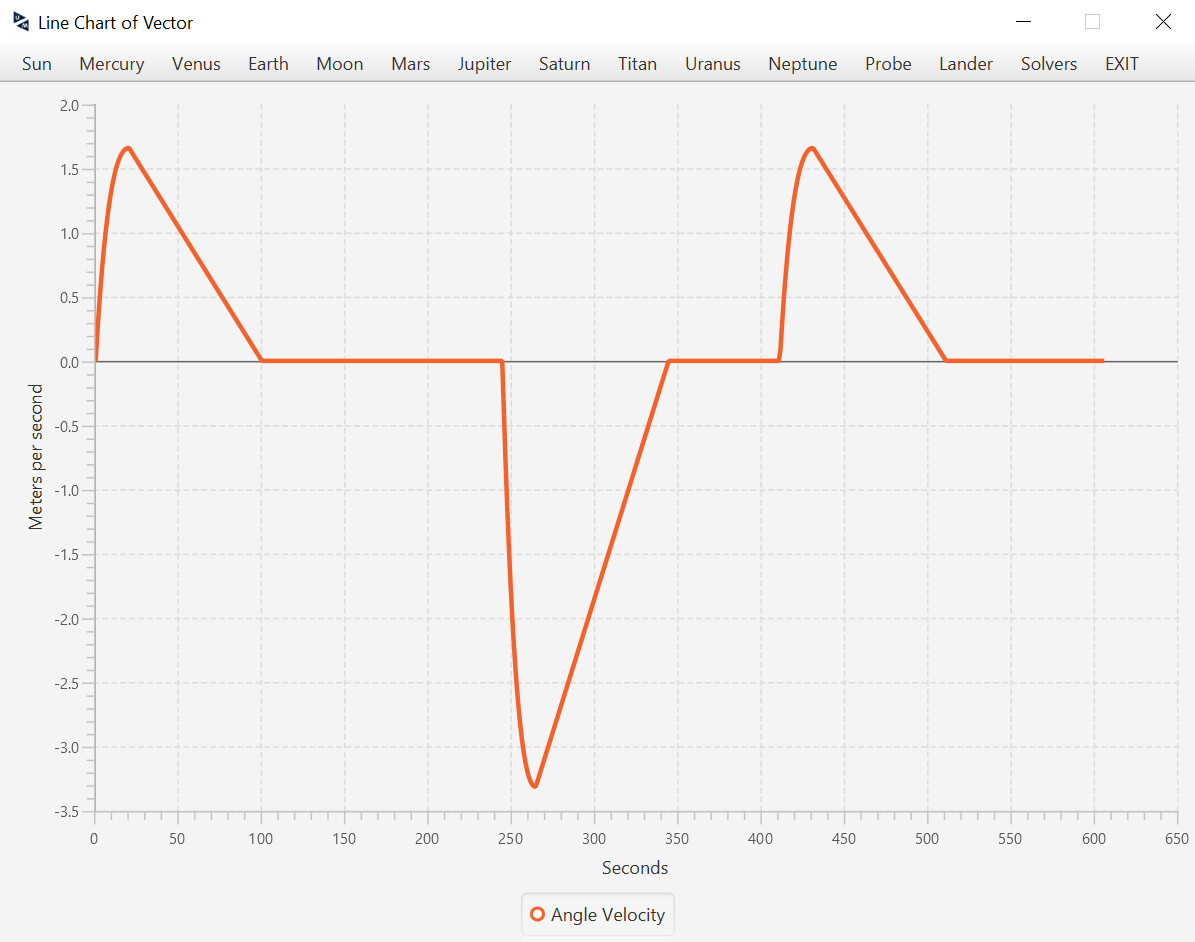 Line Chart of Vector
Sun Mercury Venus Earth Moon Mars Jupiter Saturn Titan Uranus Neptune Probe Lander Solvers EXIT
2.0
1.5
1.0
0.5
0.0
-0.5
-1.0
-1.5
-2.0
-2.5
-3.0
-3.5
Meters per second
0 50 100 150 200 250 300 350 400 450 500 550 600 650
Seconds
Angle Velocity